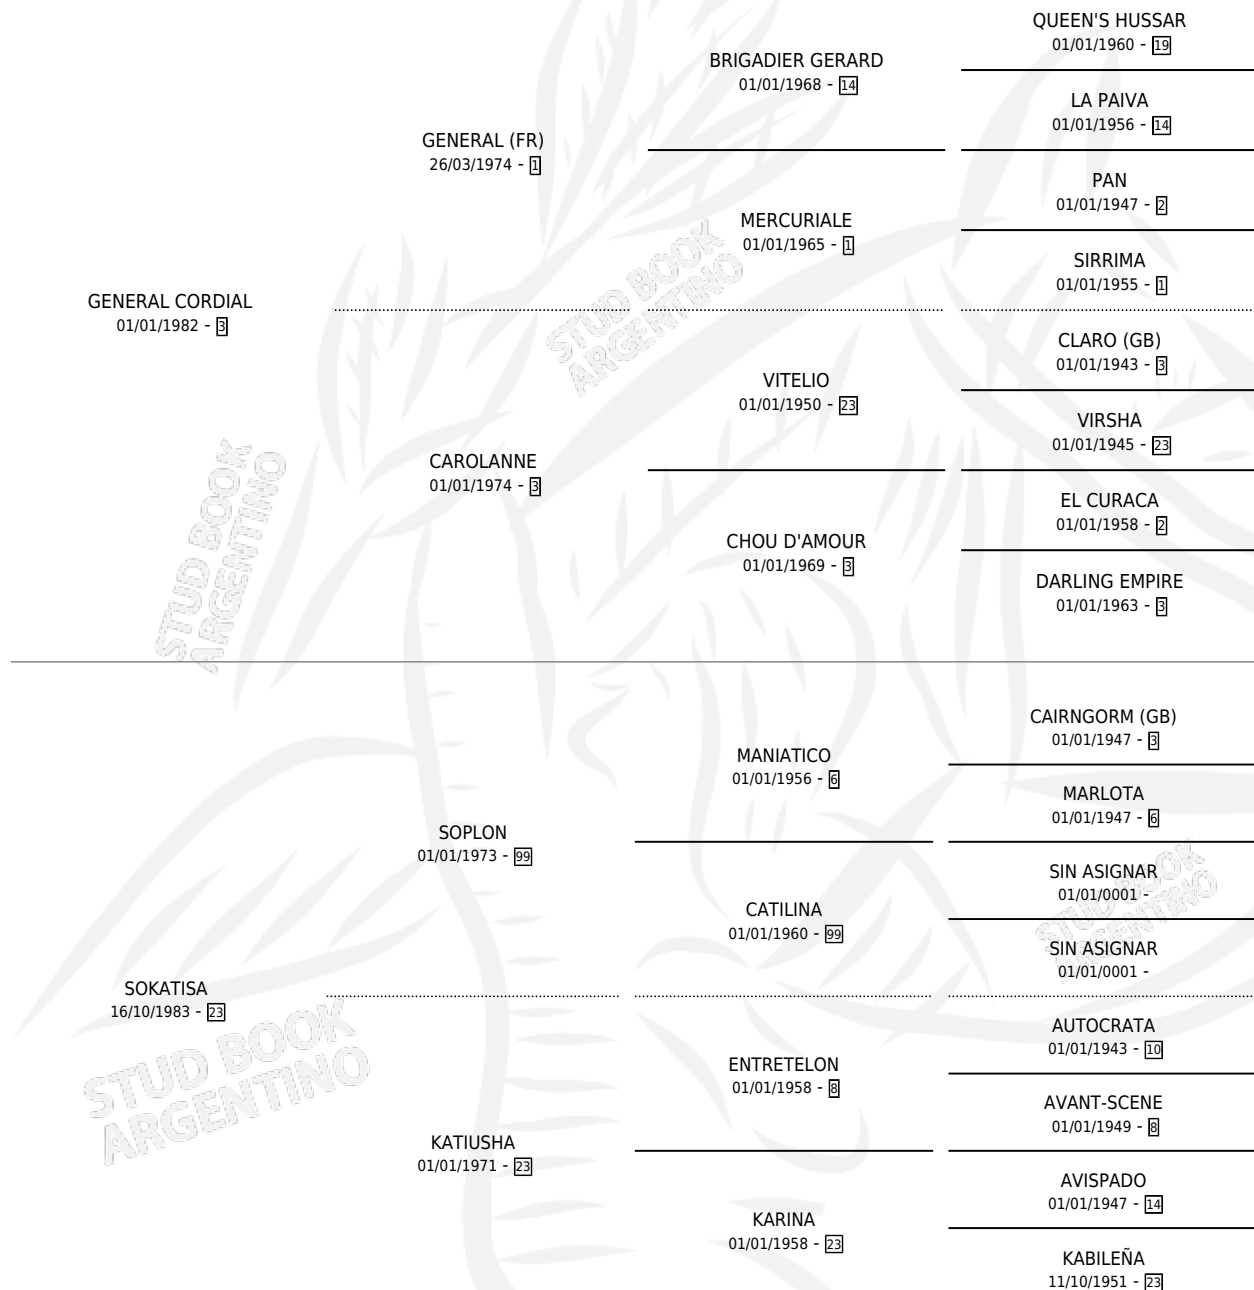 QUEEN'S HUSSAR
01/01/1960 - 19
BRIGADIER GERARD
01/01/1968 - 14
LA PAIVA
01/01/1956 - 14
GENERAL (FR)
26/03/1974 - 1
PAN
01/01/1947 - 2
MERCURIALE
01/01/1965 - 1
SIRRIMA
01/01/1955 - 1
GENERAL CORDIAL
01/01/1982 - 3
CLARO (GB)
01/01/1943 - 3
VITELIO
01/01/1950 - 23
VIRSHA
01/01/1945 - 23
CAROLANNE
01/01/1974 - 3
EL CURACA
01/01/1958 - 2
CHOU D'AMOUR
01/01/1969 - 3
DARLING EMPIRE
01/01/1963 - 3
CAIRNGORM (GB)
01/01/1947 - 3
MANIATICO
01/01/1956 - 6
MARLOTA
01/01/1947 - 6
SOPLON
01/01/1973 - 99
SIN ASIGNAR
01/01/0001 -
CATILINA
01/01/1960 - 99
SIN ASIGNAR
01/01/0001 -
SOKATISA
16/10/1983 - 23
AUTOCRATA
01/01/1943 - 10
ENTRETELON
01/01/1958 - 8
AVANT-SCENE
01/01/1949 - 8
KATIUSHA
01/01/1971 - 23
AVISPADO
01/01/1947 - 14
KARINA
01/01/1958 - 23
KABILEÑA
11/10/1951 - 23
STUD BOOK
ARGENTINO
STUD BOOK
ARGENTINO
STUD BOOK
ARGENTINO
STUD BOOK
ARGENTINO